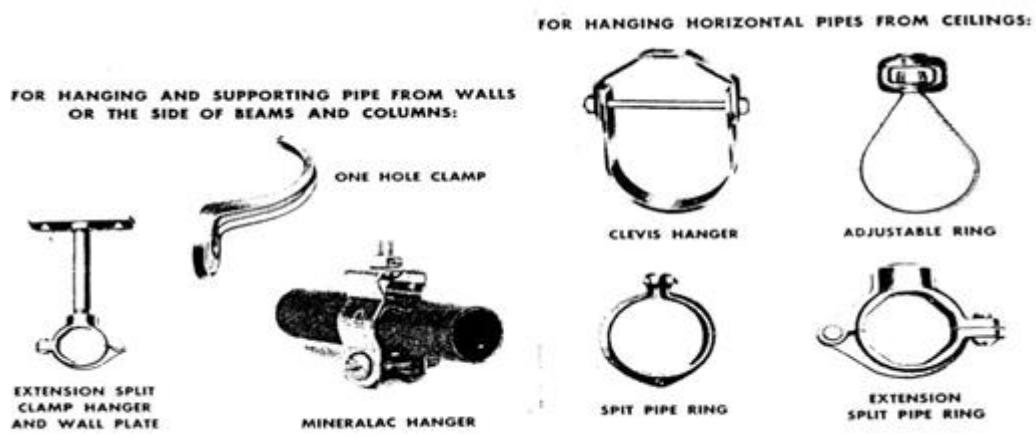 FOR HANGING AND SUPPORTING PIPE FROM WALLS
OR THE SIDE OF BEAMS AND COLUMNS:
ONE HOLE CLAMP
EXTENSION SPLIT
CLAMP HANGER
AND WALL PLATE
MINERALAC HANGER
FOR HANGING HORIZONTAL PIPES FROM CEILINGS:
CLEVIS HANGER
ADJUSTABLE RING
SPIT PIPE RING
EXTENSION
SPLIT PIPE RING